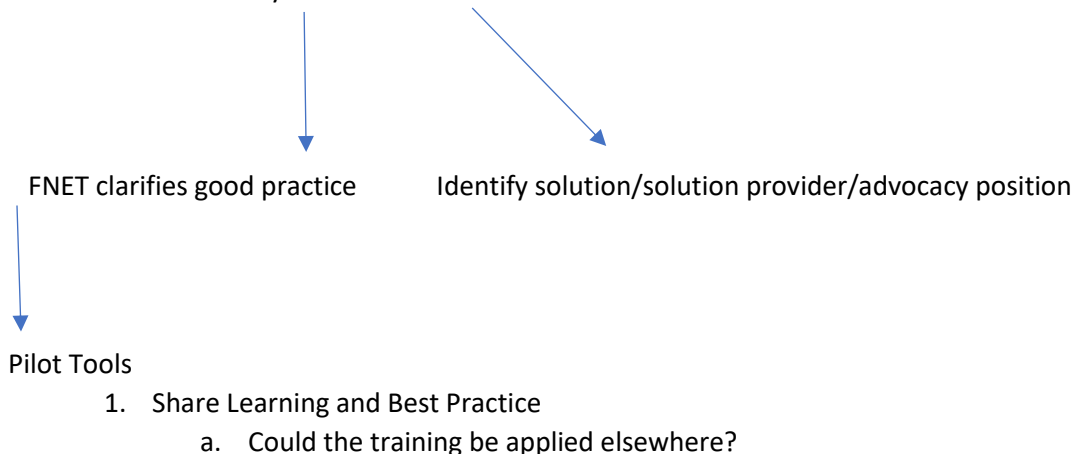 FNET clarifies good practice Identify solution/solution provider/advocacy position
Pilot Tools
1. Share Learning and Best Practice
a. Could the training be applied elsewhere?